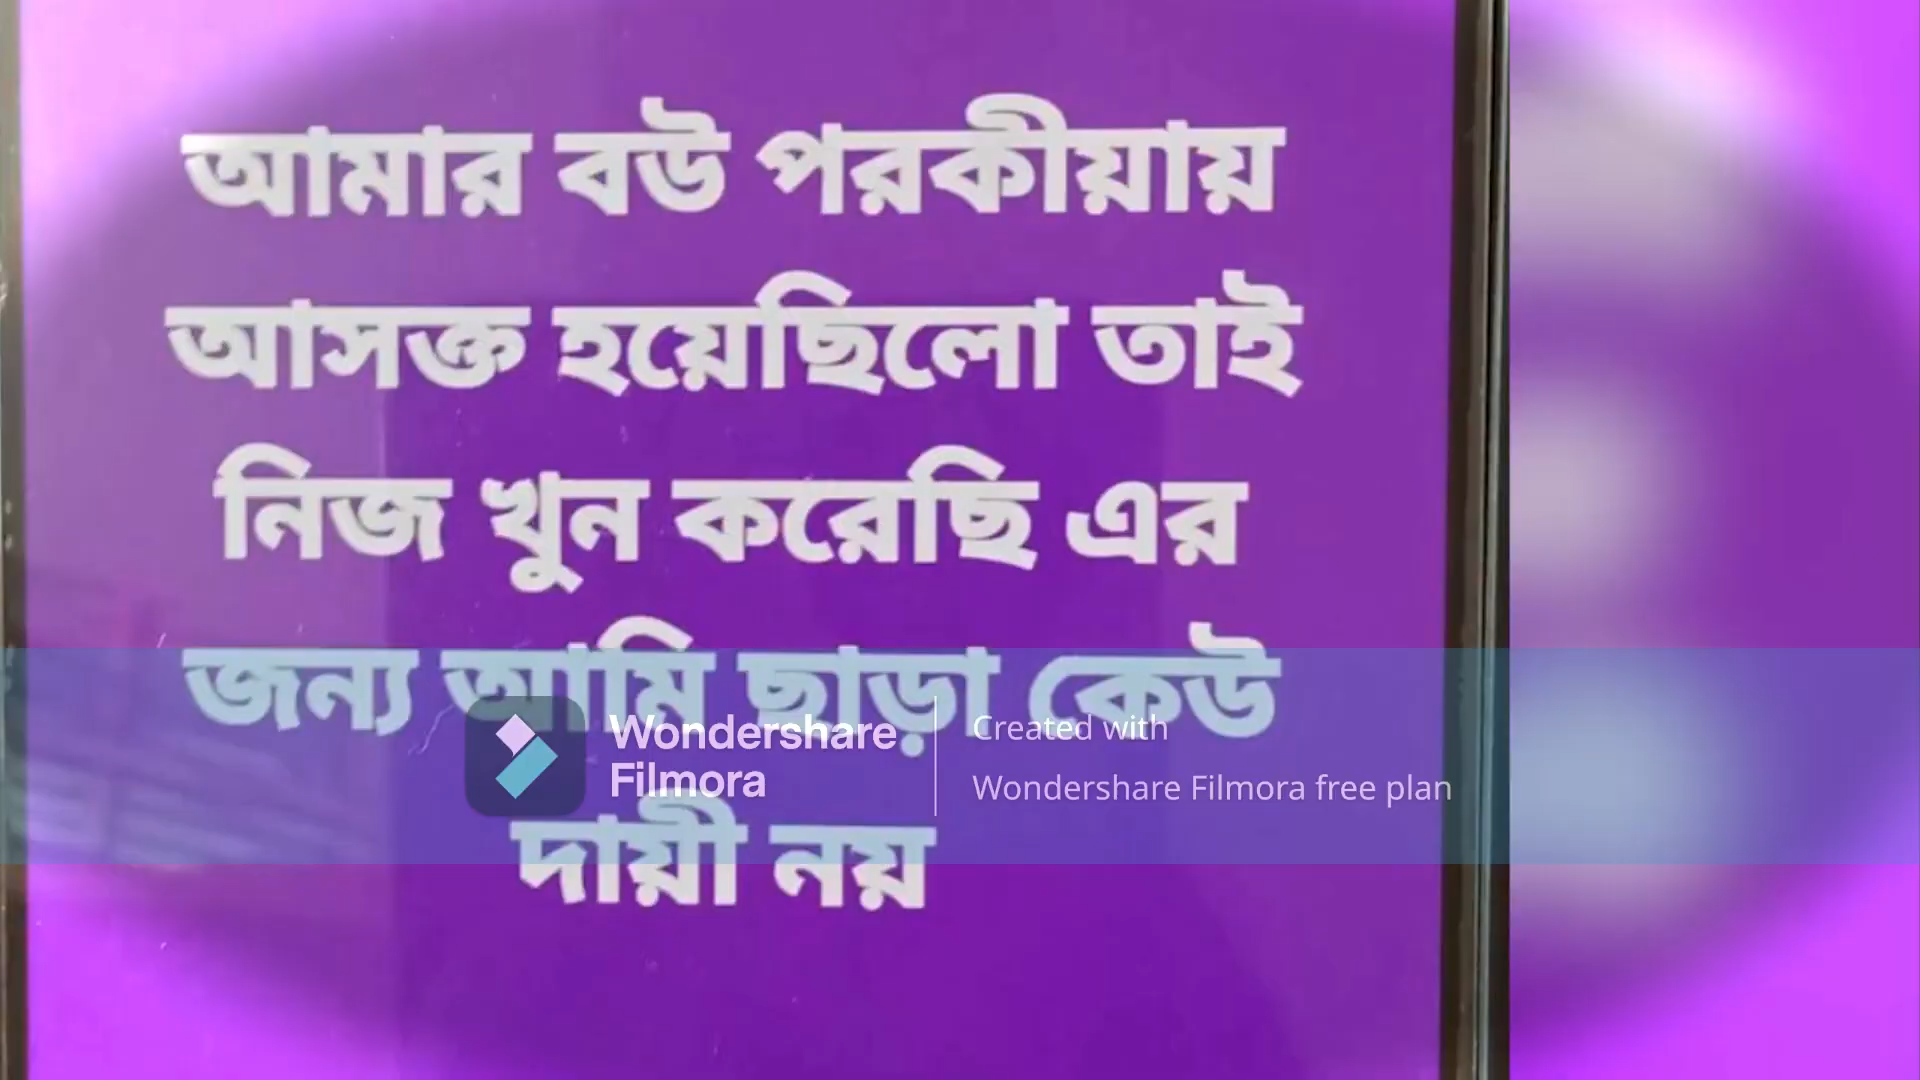 আমার বউ পরকীয়ায়
আসক্ত হয়েছিলো তাই
নিজ খুন করেছি এর
জন্য আমি ছাড়া কেউ
দায়ী নয়
Wondershare
Filmora
Created with
Wondershare Filmora free plan